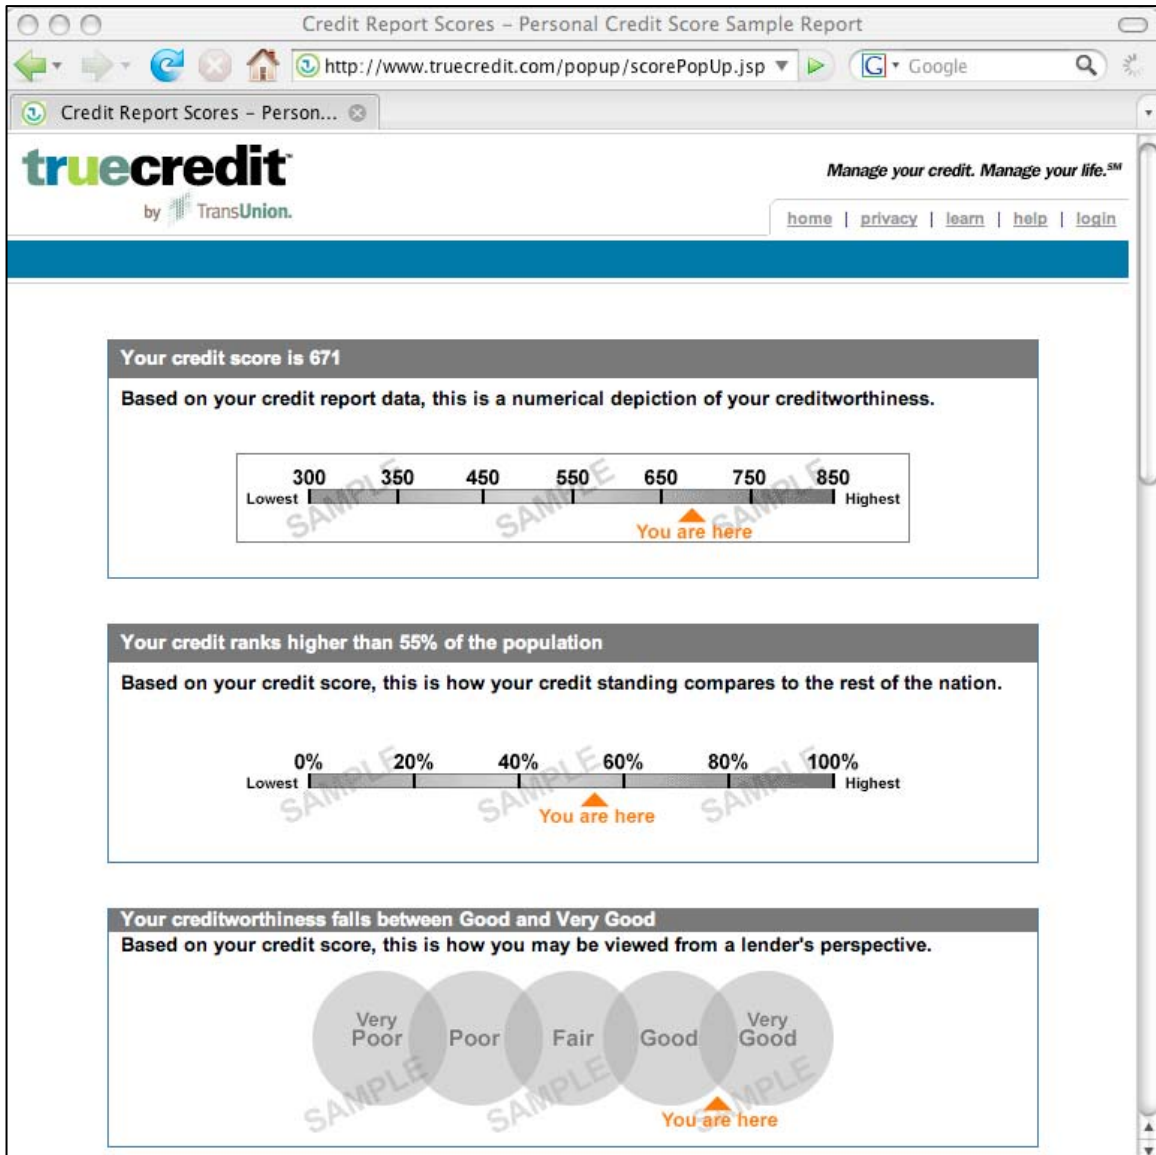 Credit Report Scores – Personal Credit Score Sample Report
http://www.truecredit.com/popup/scorePopUp.jsp
G Google
Credit Report Scores – Person...
truecredit™
by TransUnion.
Manage your credit. Manage your life.℠
home | privacy | learn | help | login
Your credit score is 671
Based on your credit report data, this is a numerical depiction of your creditworthiness.
300 350 450 550 650 750 850
Lowest Highest
SAMPLE SAMPLE SAMPLE
You are here
Your credit ranks higher than 55% of the population
Based on your credit score, this is how your credit standing compares to the rest of the nation.
0% 20% 40% 60% 80% 100%
Lowest Highest
SAMPLE SAMPLE SAMPLE
You are here
Your creditworthiness falls between Good and Very Good
Based on your credit score, this is how you may be viewed from a lender's perspective.
Very Poor Poor Fair Good Very Good
SAMPLE SAMPLE SAMPLE
You are here